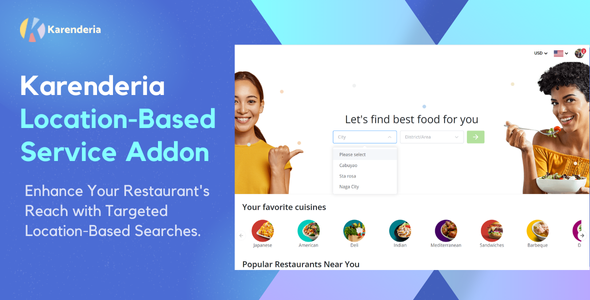 Karenderia
Karenderia
Location-Based
Service Addon
Enhance Your Restaurant's
Reach with Targeted
Location-Based Searches.
USD
Let's find best food for you
City
District/Area
Please select
Cabuyao
Sta rosa
Naga City
Your favorite cuisines
Japanese
American
Deli
Indian
Mediterranean
Sandwiches
Barbeque
D
Popular Restaurants Near You